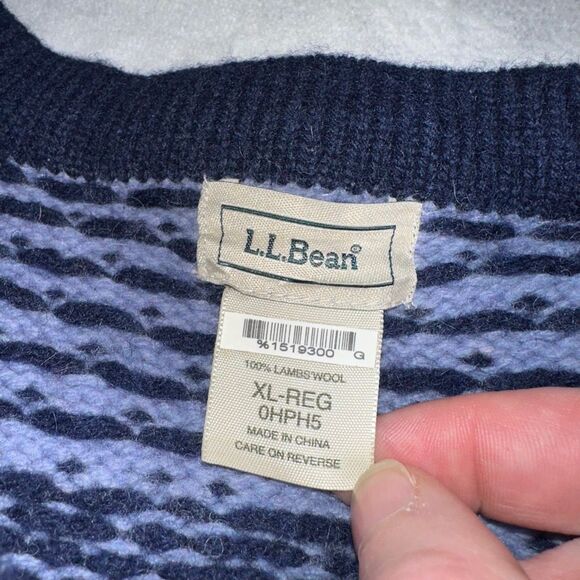 L.L.Bean®
%1519300 G
100% LAMBS'WOOL
XL-REG
0HPH5
MADE IN CHINA
CARE ON REVERSE